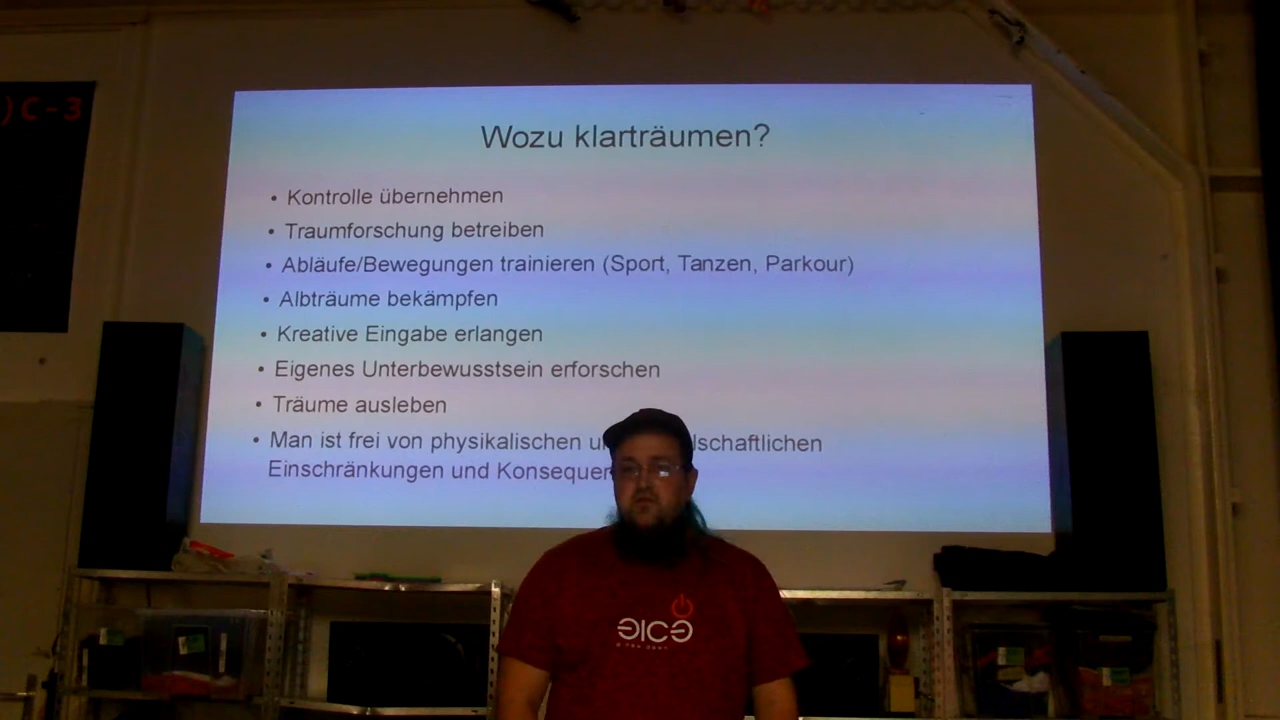 )C-3
Wozu klarträumen?
• Kontrolle übernehmen
• Traumforschung betreiben
• Abläufe/Bewegungen trainieren (Sport, Tanzen, Parkour)
• Albträume bekämpfen
• Kreative Eingabe erlangen
• Eigenes Unterbewusstsein erforschen
• Träume ausleben
• Man ist frei von physikalischen
Einschränkungen und